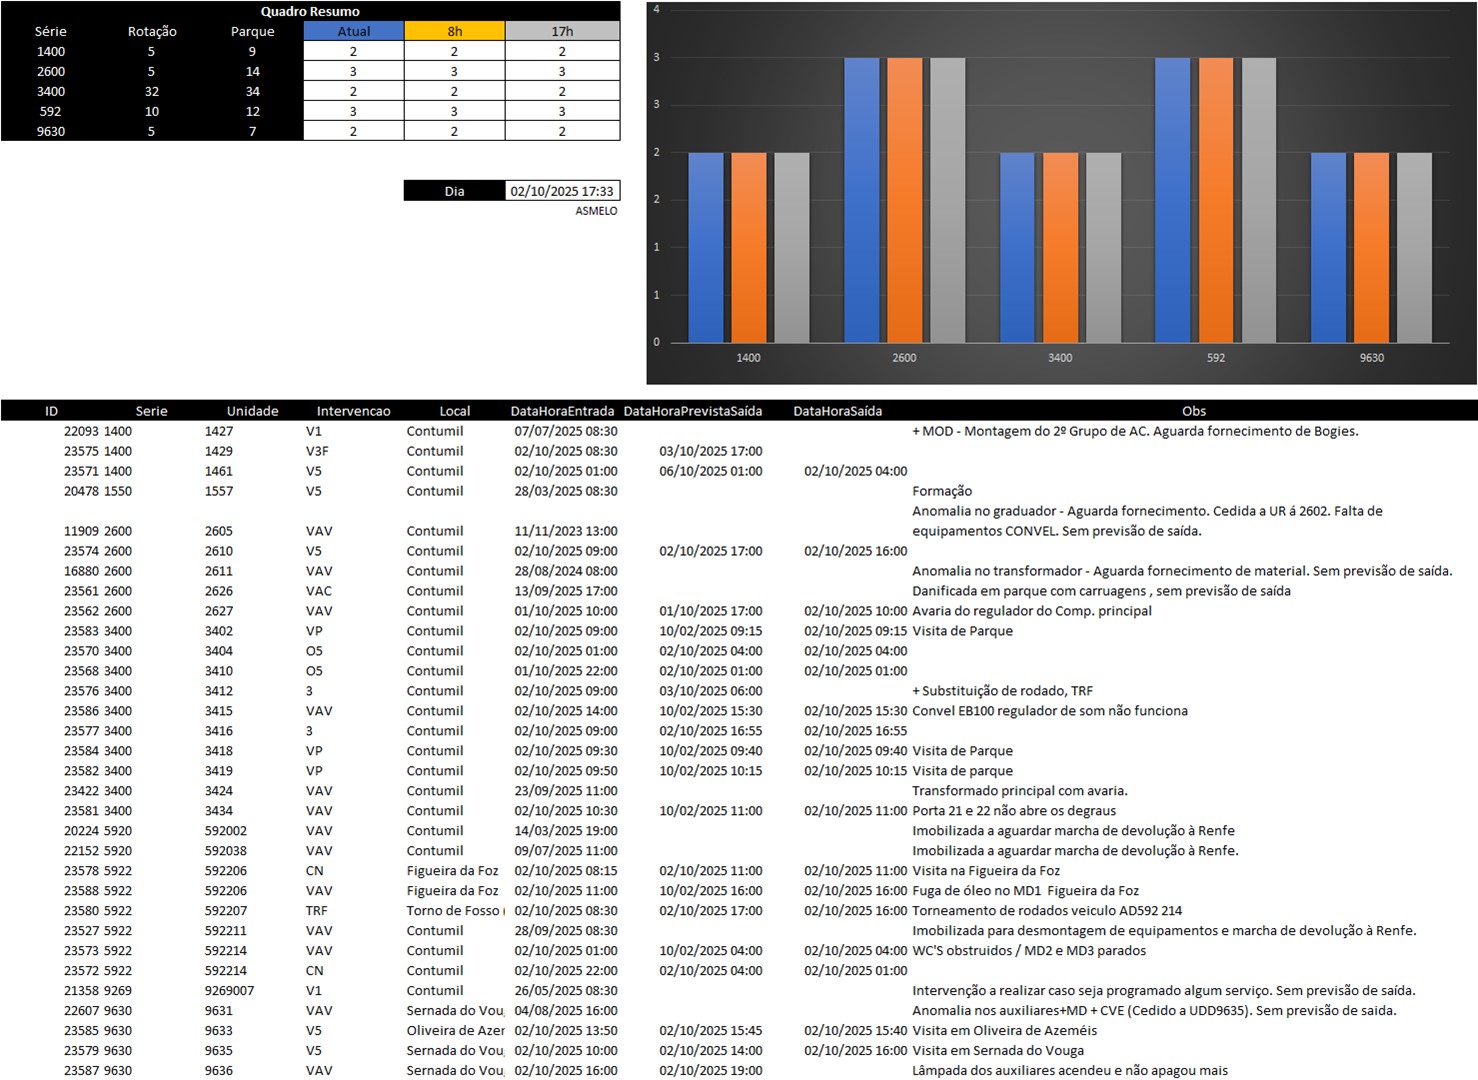 Quadro Resumo
Série Rotação Parque Atual 8h 17h
1400 5 9 2 2 2
2600 5 14 3 3 3
3400 32 34 2 2 2
592 10 12 3 3 3
9630 5 7 2 2 2
Dia 02/10/2025 17:33
ASMELO
4
3
3
2
2
1
1
0
1400 2600 3400 592 9630
ID Serie Unidade Intervencao Local DataHoraEntrada DataHoraPrevistaSaída DataHoraSaída Obs
22093 1400 1427 V1 Contumil 07/07/2025 08:30 + MOD - Montagem do 2º Grupo de AC. Aguarda fornecimento de Bogies.
23575 1400 1429 V3F Contumil 02/10/2025 08:30 03/10/2025 17:00
23571 1400 1461 V5 Contumil 02/10/2025 01:00 06/10/2025 01:00 02/10/2025 04:00
20478 1550 1557 V5 Contumil 28/03/2025 08:30 Formação
Anomalia no graduador - Aguarda fornecimento. Cedida a UR á 2602. Falta de
11909 2600 2605 VAV Contumil 11/11/2023 13:00 equipamentos CONVEL. Sem previsão de saída.
23574 2600 2610 V5 Contumil 02/10/2025 09:00 02/10/2025 17:00 02/10/2025 16:00
16880 2600 2611 VAV Contumil 28/08/2024 08:00 Anomalia no transformador - Aguarda fornecimento de material. Sem previsão de saída.
23561 2600 2626 VAC Contumil 13/09/2025 17:00 Danificada em parque com carruagens , sem previsão de saída
23562 2600 2627 VAV Contumil 01/10/2025 10:00 01/10/2025 17:00 02/10/2025 10:00 Avaria do regulador do Comp. principal
23583 3400 3402 VP Contumil 02/10/2025 09:00 10/02/2025 09:15 02/10/2025 09:15 Visita de Parque
23570 3400 3404 O5 Contumil 02/10/2025 01:00 02/10/2025 04:00 02/10/2025 04:00
23568 3400 3410 O5 Contumil 01/10/2025 22:00 02/10/2025 01:00 02/10/2025 01:00
23576 3400 3412 3 Contumil 02/10/2025 09:00 03/10/2025 06:00 + Substituição de rodado, TRF
23586 3400 3415 VAV Contumil 02/10/2025 14:00 10/02/2025 15:30 02/10/2025 15:30 Convel EB100 regulador de som não funciona
23577 3400 3416 3 Contumil 02/10/2025 09:00 02/10/2025 16:55 02/10/2025 16:55
23584 3400 3418 VP Contumil 02/10/2025 09:30 10/02/2025 09:40 02/10/2025 09:40 Visita de Parque
23582 3400 3419 VP Contumil 02/10/2025 09:50 10/02/2025 10:15 02/10/2025 10:15 Visita de parque
23422 3400 3424 VAV Contumil 23/09/2025 11:00 Transformado principal com avaria.
23581 3400 3434 VAV Contumil 02/10/2025 10:30 10/02/2025 11:00 02/10/2025 11:00 Porta 21 e 22 não abre os degraus
20224 5920 592002 VAV Contumil 14/03/2025 19:00 Imobilizada a aguardar marcha de devolução à Renfe
22152 5920 592038 VAV Contumil 09/07/2025 11:00 Imobilizada a aguardar marcha de devolução à Renfe.
23578 5922 592206 CN Figueira da Foz 02/10/2025 08:15 02/10/2025 11:00 02/10/2025 11:00 Visita na Figueira da Foz
23588 5922 592206 VAV Figueira da Foz 02/10/2025 11:00 10/02/2025 16:00 02/10/2025 16:00 Fuga de óleo no MD1 Figueira da Foz
23580 5922 592207 TRF Torno de Fosso ( 02/10/2025 08:30 02/10/2025 17:00 02/10/2025 16:00 Torneamento de rodados veiculo AD592 214
23527 5922 592211 VAV Contumil 28/09/2025 08:30 Imobilizada para desmontagem de equipamentos e marcha de devolução à Renfe.
23573 5922 592214 VAV Contumil 02/10/2025 01:00 10/02/2025 04:00 02/10/2025 04:00 WC'S obstruidos / MD2 e MD3 parados
23572 5922 592214 CN Contumil 02/10/2025 22:00 02/10/2025 04:00 02/10/2025 01:00
21358 9269 9269007 V1 Contumil 26/05/2025 08:30 Intervenção a realizar caso seja programado algum serviço. Sem previsão de saída.
22607 9630 9631 VAV Sernada do Vou 04/08/2025 16:00 Anomalia nos auxiliares+MD + CVE (Cedido a UDD9635). Sem previsão de saida.
23585 9630 9633 V5 Oliveira de Azer 02/10/2025 13:50 02/10/2025 15:45 02/10/2025 15:40 Visita em Oliveira de Azeméis
23579 9630 9635 V5 Sernada do Vou 02/10/2025 10:00 02/10/2025 14:00 02/10/2025 16:00 Visita em Sernada do Vouga
23587 9630 9636 VAV Sernada do Vou 02/10/2025 16:00 02/10/2025 19:00 Lâmpada dos auxiliares acendeu e não apagou mais